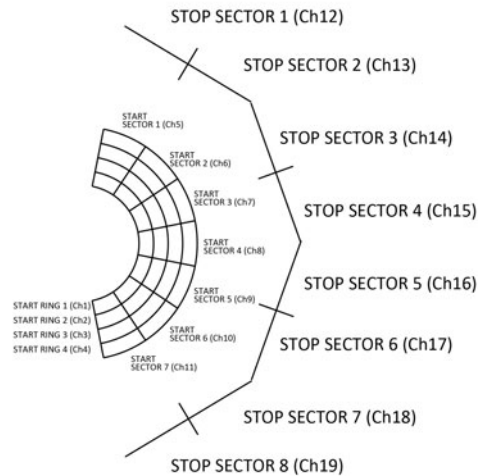 STOP SECTOR 1 (Ch12)
STOP SECTOR 2 (Ch13)
START
SECTOR 1 (Ch5)
STOP SECTOR 3 (Ch14)
START
SECTOR 2 (Ch6)
START
SECTOR 3 (Ch7)
STOP SECTOR 4 (Ch15)
START
SECTOR 4 (Ch8)
STOP SECTOR 5 (Ch16)
START
SECTOR 5 (Ch9)
START RING 1 (Ch1)
START RING 2 (Ch2)
START RING 3 (Ch3)
START RING 4 (Ch4)
START
SECTOR 6 (Ch10)
STOP SECTOR 6 (Ch17)
START
SECTOR 7 (Ch11)
STOP SECTOR 7 (Ch18)
STOP SECTOR 8 (Ch19)